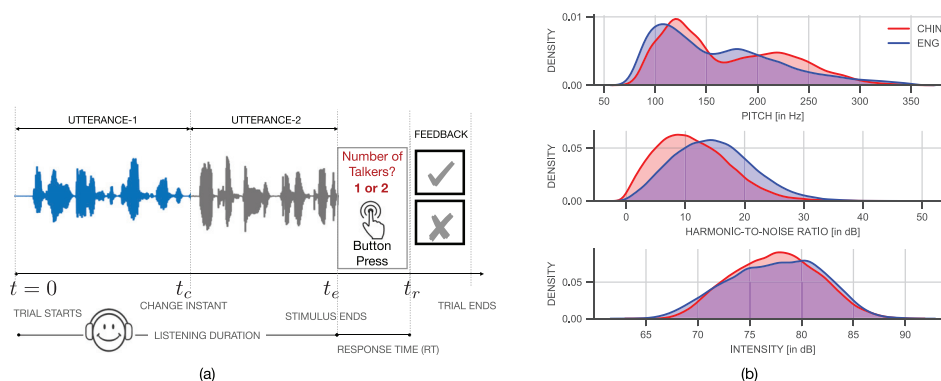 UTTERANCE-1
UTTERANCE-2
FEEDBACK
Number of
Talkers?
1 or 2
Button
Press
t = 0
t_c
t_e
t_r
TRIAL STARTS
CHANGE INSTANT
STIMULUS ENDS
TRIAL ENDS
LISTENING DURATION
RESPONSE TIME (RT)
(a)
0.01
0.00
DENSITY
CHIN
ENG
50 100 150 200 250 300 350
PITCH [in Hz]
0.05
0.00
DENSITY
0 10 20 30 40 50
HARMONIC-TO-NOISE RATIO [in dB]
0.05
0.00
DENSITY
65 70 75 80 85 90
INTENSITY [in dB]
(b)